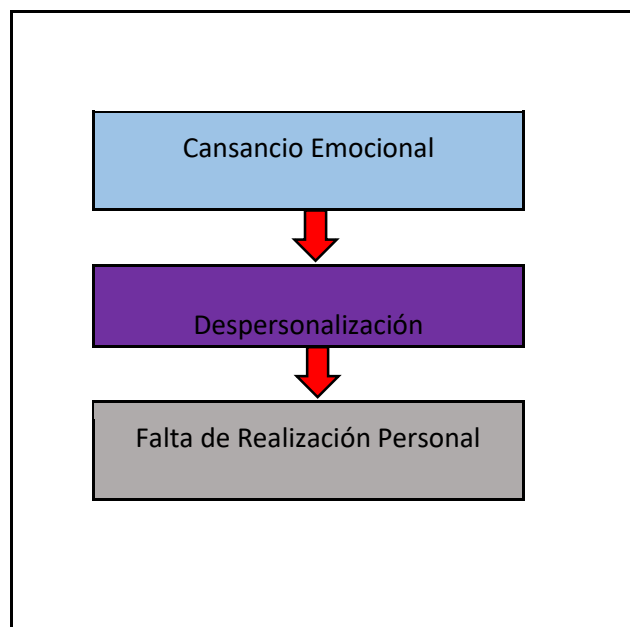 Cansancio Emocional
Despersonalización
Falta de Realización Personal